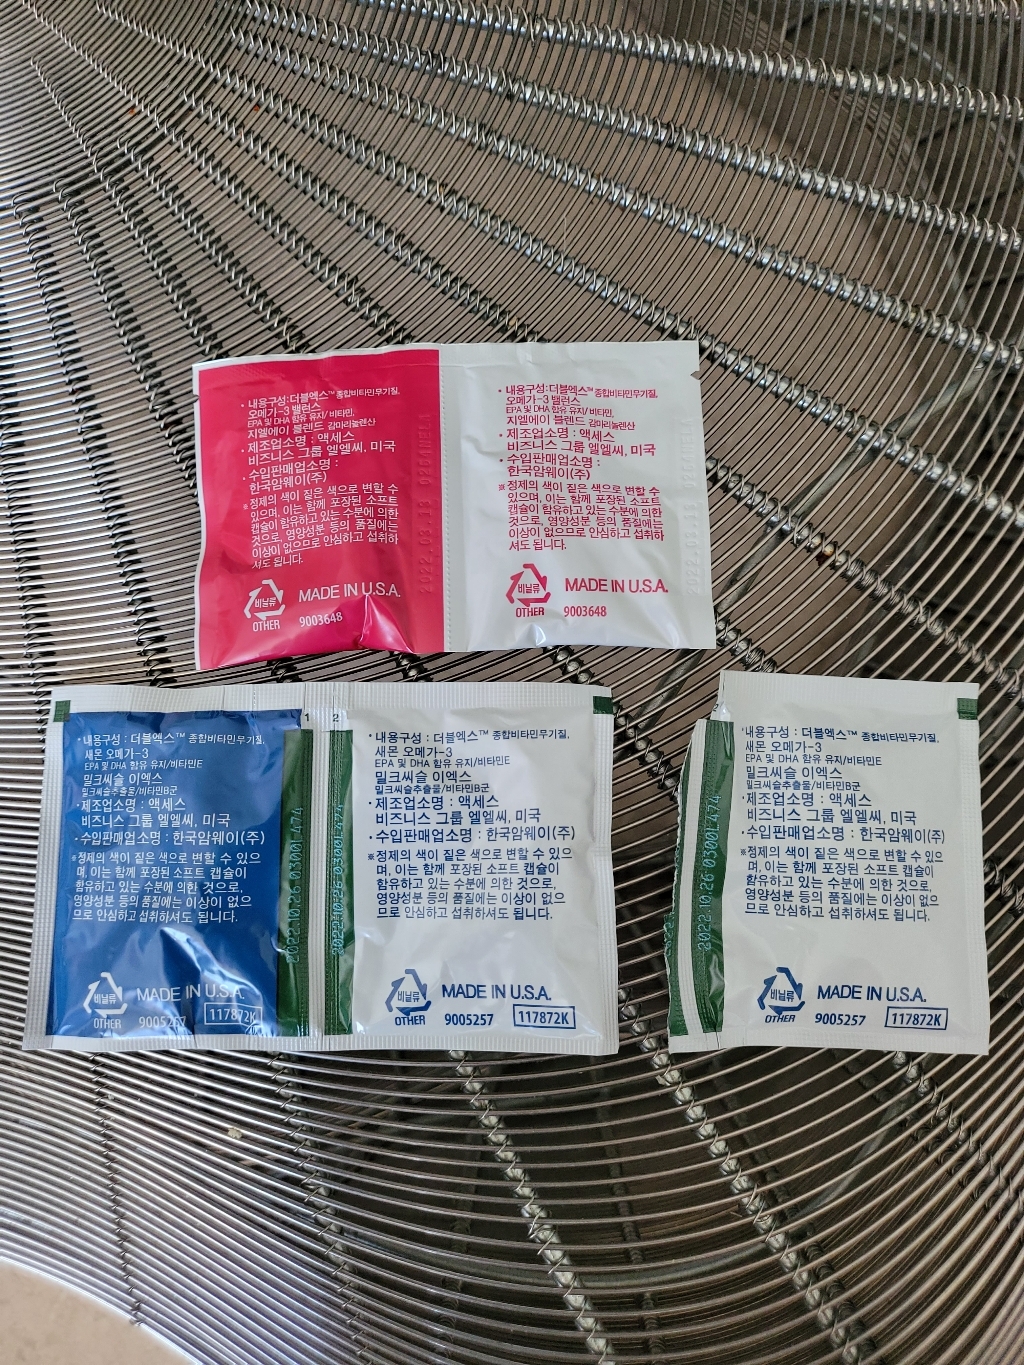 • 내용구성:더블엑스™ 종합비타민무기질,
오메가-3 밸런스
EPA 및 DHA 함유 유지/ 비타민,
지엘에이 블렌드 감마리놀렌산
• 제조업소명 : 액세스
비즈니스 그룹 엘엘씨, 미국
• 수입판매업소명 :
한국암웨이(주)
※정제의 색이 짙은 색으로 변할 수
있으며, 이는 함께 포장된 소프트
캡슐이 함유하고 있는 수분에 의한
것으로, 영양성분 등의 품질에는
이상이 없으므로 안심하고 섭취하
셔도 됩니다.
비닐류
OTHER
MADE IN U.S.A.
9003648
2022.03.13
• 내용구성:더블엑스™ 종합비타민무기질,
오메가-3 밸런스
EPA 및 DHA 함유 유지/ 비타민,
지엘에이 블렌드 감마리놀렌산
• 제조업소명 : 액세스
비즈니스 그룹 엘엘씨, 미국
• 수입판매업소명 :
한국암웨이(주)
※정제의 색이 짙은 색으로 변할 수
있으며, 이는 함께 포장된 소프트
캡슐이 함유하고 있는 수분에 의한
것으로, 영양성분 등의 품질에는
이상이 없으므로 안심하고 섭취하
셔도 됩니다.
비닐류
OTHER
MADE IN U.S.A.
9003648
2022.03.13
•내용구성 : 더블엑스™ 종합비타민무기질,
새몬 오메가-3
EPA 및 DHA 함유 유지/비타민E
밀크씨슬 이엑스
밀크씨슬추출물/비타민B군
•제조업소명 : 액세스
비즈니스 그룹 엘엘씨, 미국
•수입판매업소명 : 한국암웨이(주)
※정제의 색이 짙은 색으로 변할 수 있으
며, 이는 함께 포장된 소프트 캡슐이
함유하고 있는 수분에 의한 것으로,
영양성분 등의 품질에는 이상이 없으
므로 안심하고 섭취하셔도 됩니다.
비닐류
OTHER
MADE IN U.S.A.
9005257
117872K
1 2
2022.10.26.0300L474
2022.10.26.0300L474
•내용구성 : 더블엑스™ 종합비타민무기질,
새몬 오메가-3
EPA 및 DHA 함유 유지/비타민E
밀크씨슬 이엑스
밀크씨슬추출물/비타민B군
•제조업소명 : 액세스
비즈니스 그룹 엘엘씨, 미국
•수입판매업소명 : 한국암웨이(주)
※정제의 색이 짙은 색으로 변할 수 있으
며, 이는 함께 포장된 소프트 캡슐이
함유하고 있는 수분에 의한 것으로,
영양성분 등의 품질에는 이상이 없으
므로 안심하고 섭취하셔도 됩니다.
비닐류
OTHER
MADE IN U.S.A.
9005257
117872K
2022.10.26.0300L474
•내용구성 : 더블엑스™ 종합비타민무기질,
새몬 오메가-3
EPA 및 DHA 함유 유지/비타민E
밀크씨슬 이엑스
밀크씨슬추출물/비타민B군
•제조업소명 : 액세스
비즈니스 그룹 엘엘씨, 미국
•수입판매업소명 : 한국암웨이(주)
※정제의 색이 짙은 색으로 변할 수 있으
며, 이는 함께 포장된 소프트 캡슐이
함유하고 있는 수분에 의한 것으로,
영양성분 등의 품질에는 이상이 없으
므로 안심하고 섭취하셔도 됩니다.
비닐류
OTHER
MADE IN U.S.A.
9005257
117872K